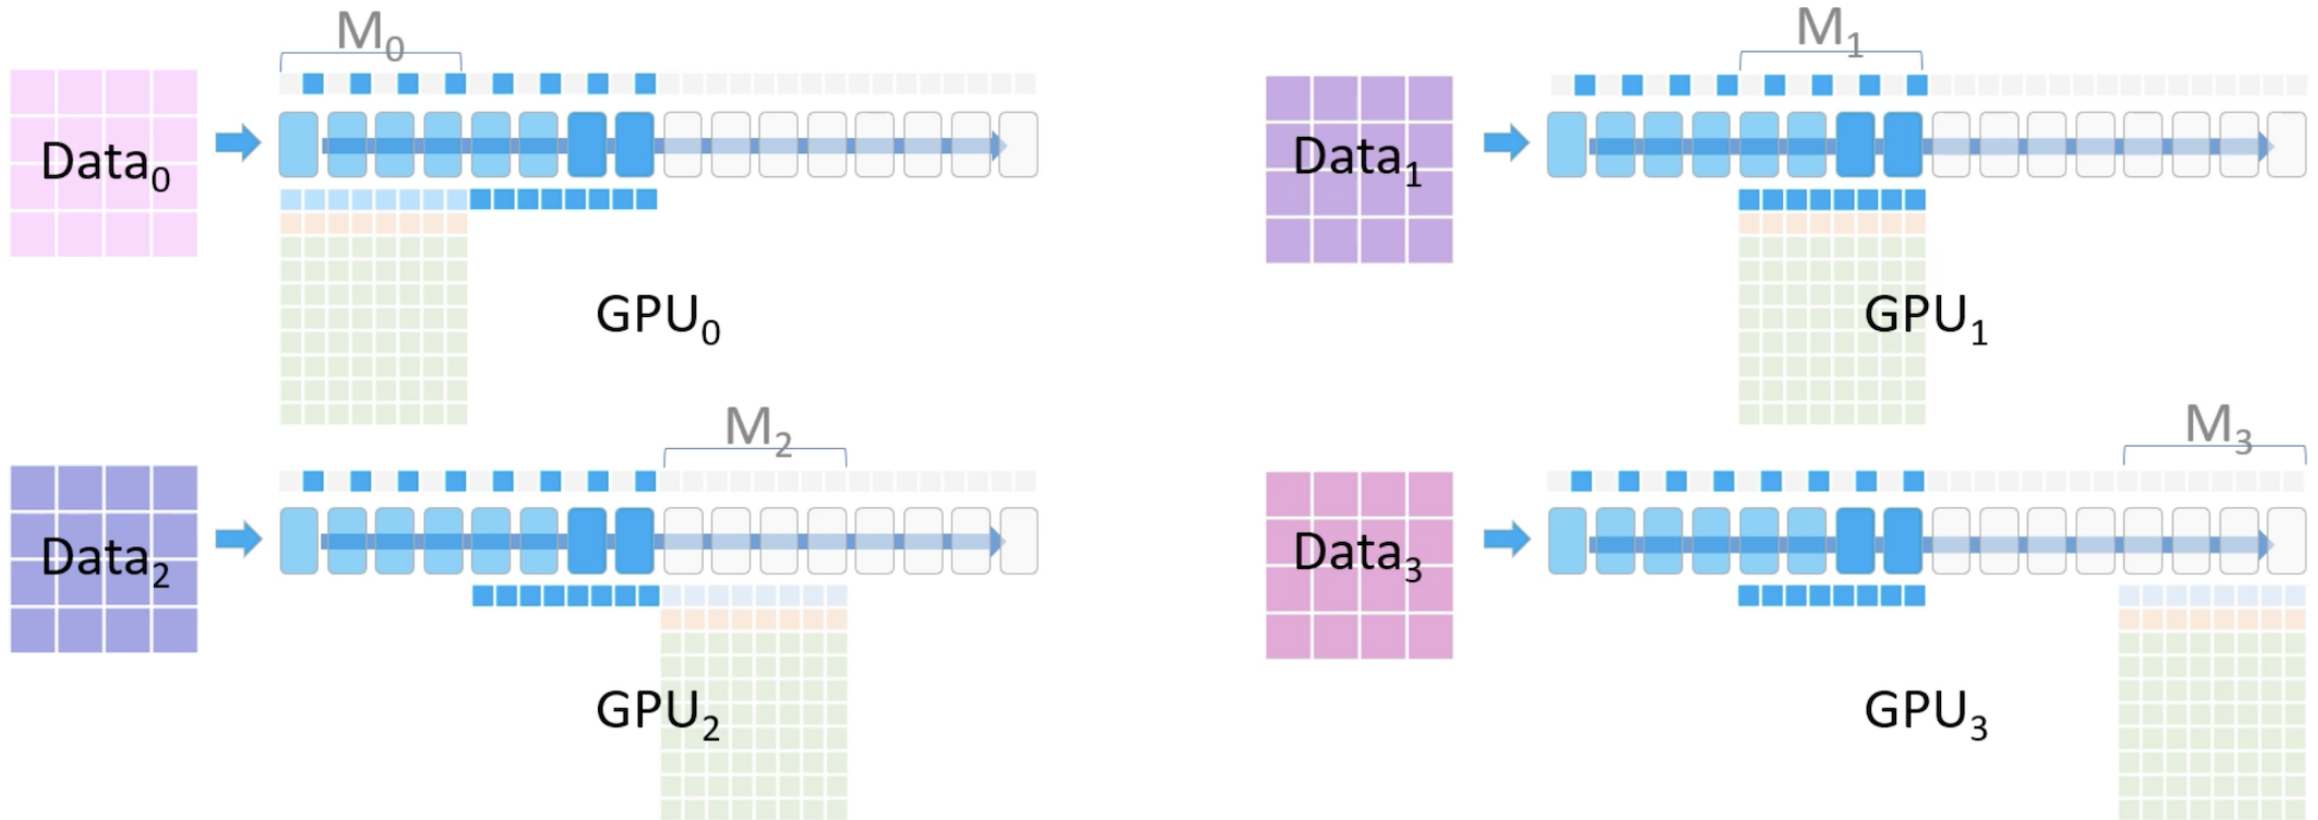 M₀
Data₀
GPU₀
M₁
Data₁
GPU₁
M₂
Data₂
GPU₂
M₃
Data₃
GPU₃